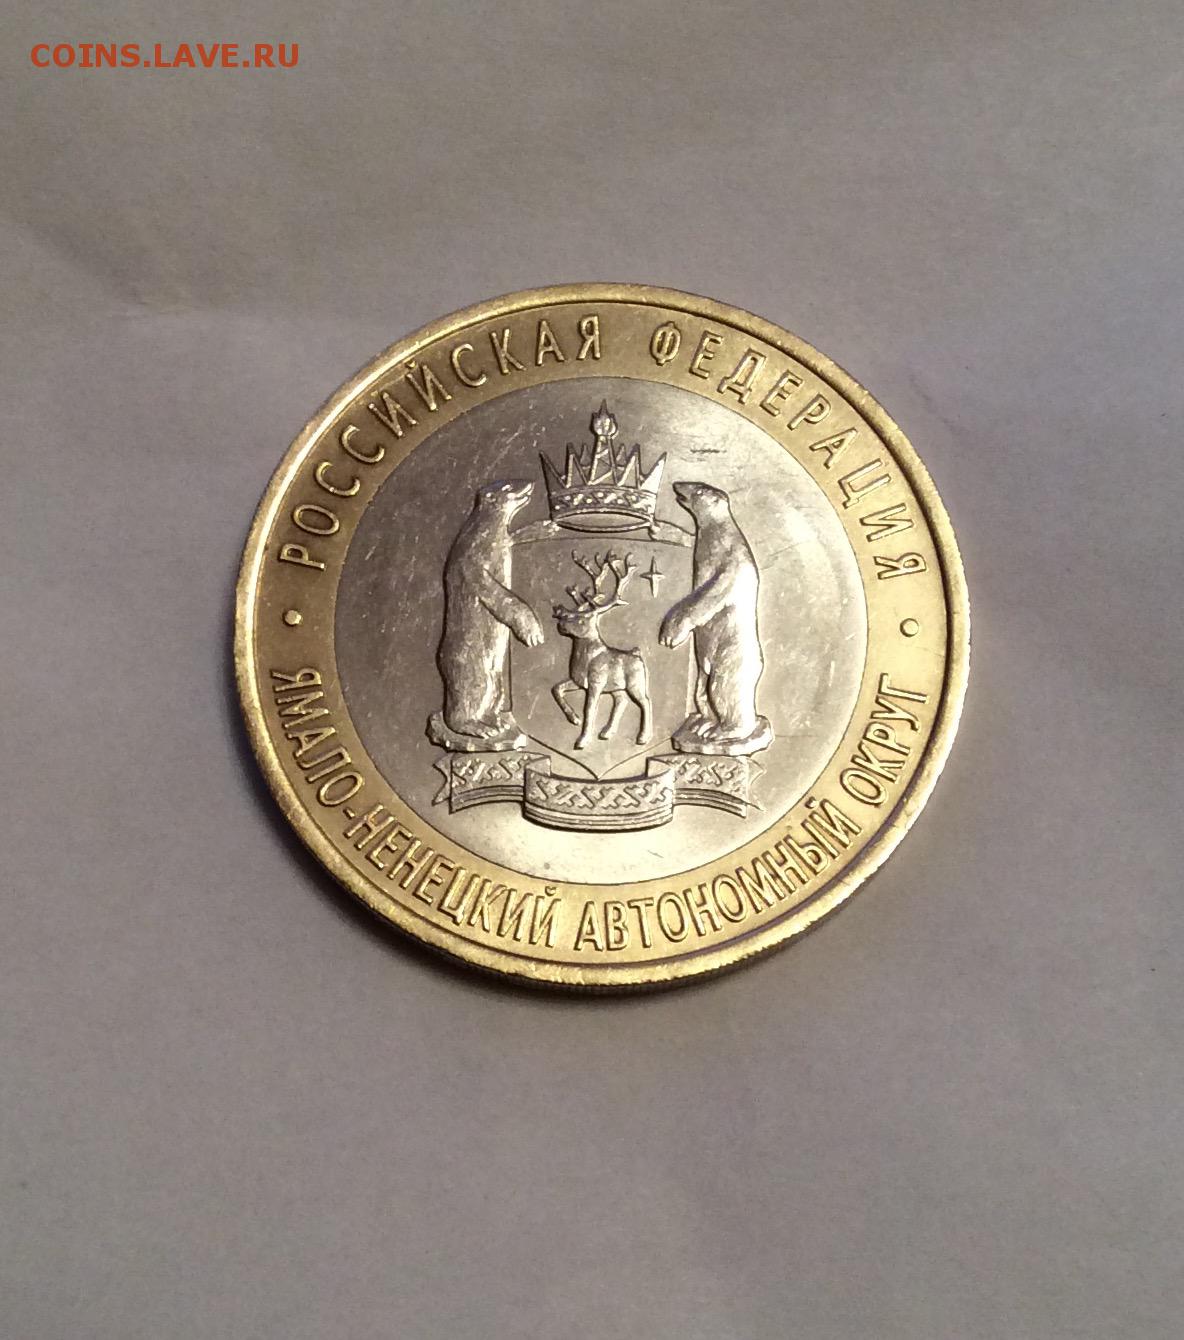 COINS.LAVE.RU
РОССИЙСКАЯ ФЕДЕРАЦИЯ
ЯМАЛО-НЕНЕЦКИЙ АВТОНОМНЫЙ ОКРУГ